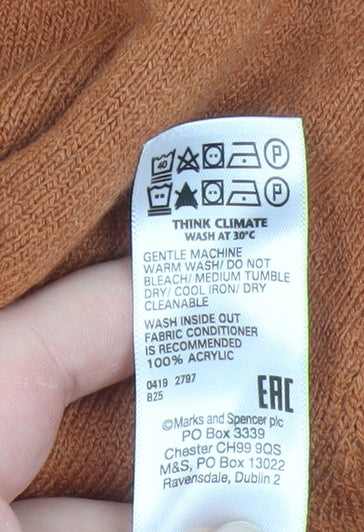 40 P
P
THINK CLIMATE
WASH AT 30°C
GENTLE MACHINE
WARM WASH/ DO NOT
BLEACH/ MEDIUM TUMBLE
DRY/ COOL IRON/ DRY
CLEANABLE
WASH INSIDE OUT
FABRIC CONDITIONER
IS RECOMMENDED
100% ACRYLIC
0419 2797
B25
EAC
©Marks and Spencer plc
PO Box 3339
Chester CH99 9QS
M&S, PO Box 13022
Ravensdale, Dublin 2